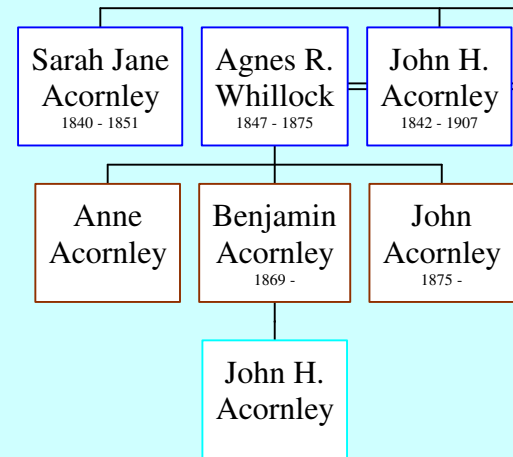 Sarah Jane
Acornley
1840 - 1851
Agnes R.
Whillock
1847 - 1875
John H.
Acornley
1842 - 1907
Anne
Acornley
Benjamin
Acornley
1869 -
John
Acornley
1875 -
John H.
Acornley